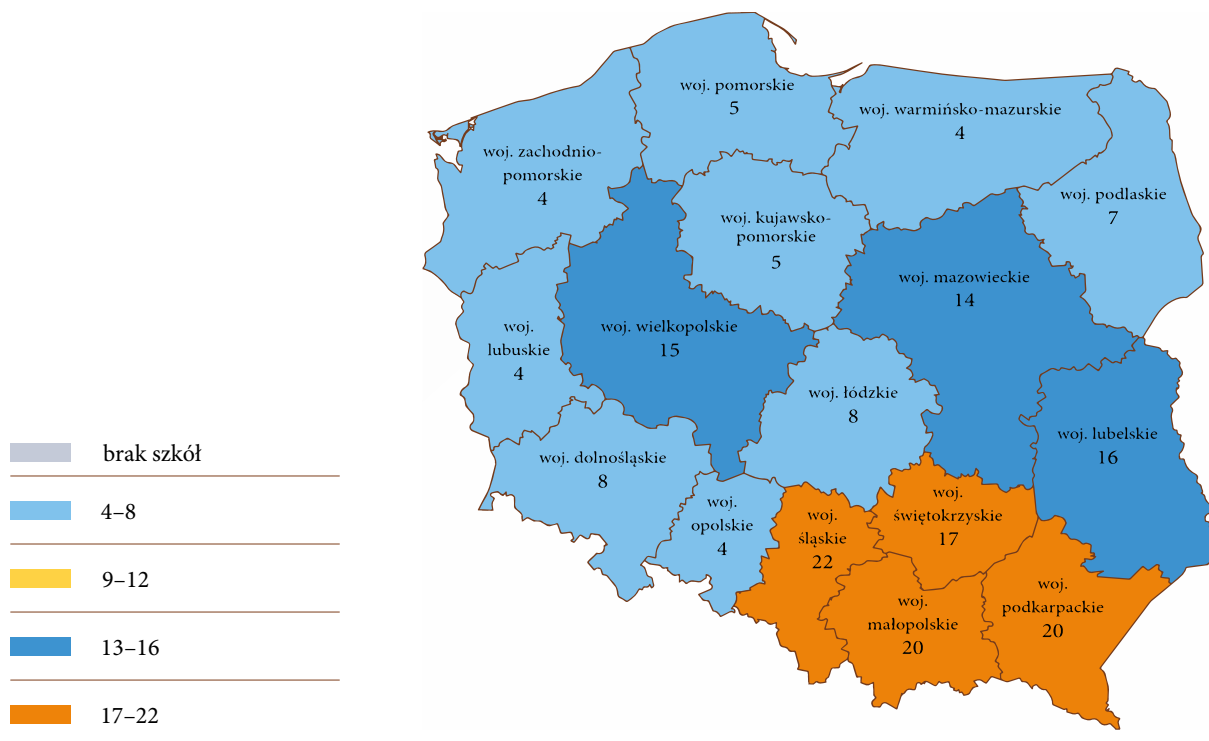 woj. pomorskie
5
woj. warmińsko-mazurskie
4
woj. zachodnio-
pomorskie
4
woj. podlaskie
7
woj. kujawsko-
pomorskie
5
woj. mazowieckie
14
woj. wielkopolskie
15
woj.
lubuskie
4
woj. łódzkie
8
woj. lubelskie
16
woj. dolnośląskie
8
woj.
opolskie
4
woj.
śląskie
22
woj.
świętokrzyskie
17
woj.
małopolskie
20
woj.
podkarpackie
20
brak szkół
4–8
9–12
13–16
17–22